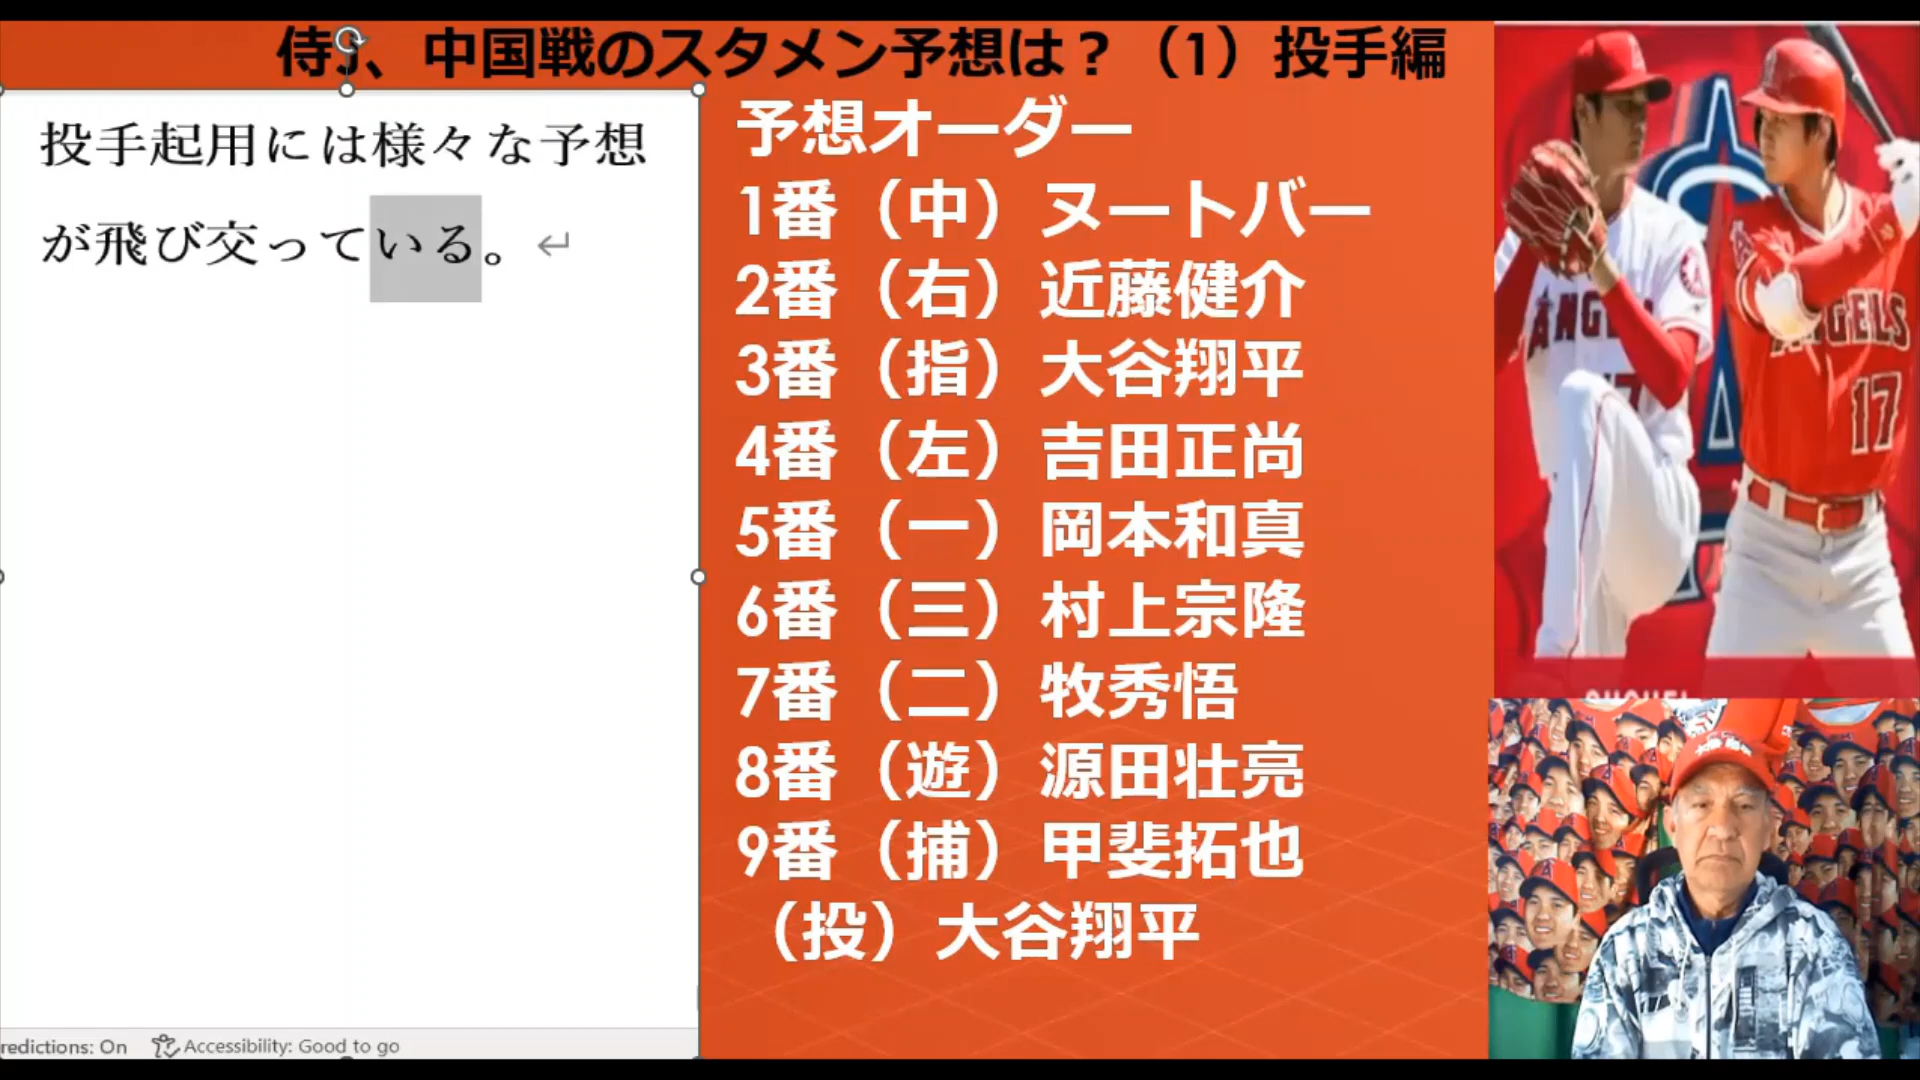 侍J、中国戦のスタメン予想は？（1）投手編
投手起用には様々な予想
が飛び交っている。
予想オーダー
1番（中）ヌートバー
2番（右）近藤健介
3番（指）大谷翔平
4番（左）吉田正尚
5番（一）岡本和真
6番（三）村上宗隆
7番（二）牧秀悟
8番（遊）源田壮亮
9番（捕）甲斐拓也
（投）大谷翔平
ANGELS
17
redictions: On
Accessibility: Good to go